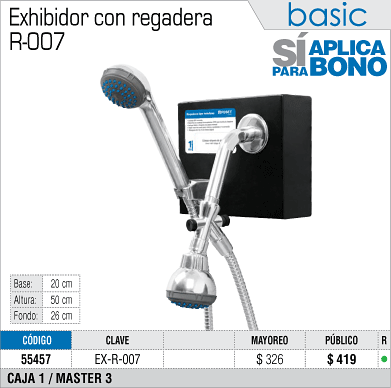 Exhibidor con regadera
R-007
basic
SÍ APLICA
PARA BONO
Base: 20 cm
Altura: 50 cm
Fondo: 26 cm
CÓDIGO CLAVE MAYOREO PÚBLICO R
55457 EX-R-007 $ 326 $ 419
CAJA 1 / MASTER 3